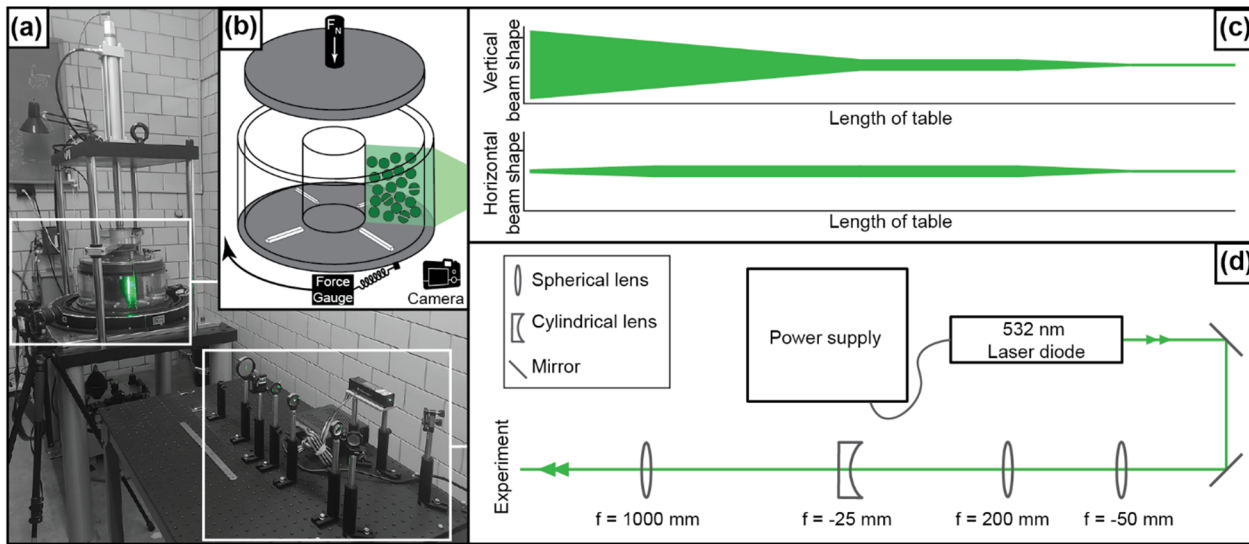 (a)
(b)
F_N
Force
Gauge
Camera
(c)
Vertical
beam shape
Length of table
Horizontal
beam shape
Length of table
(d)
Spherical lens
Cylindrical lens
Mirror
Power supply
532 nm
Laser diode
Experiment
f = 1000 mm
f = -25 mm
f = 200 mm
f = -50 mm